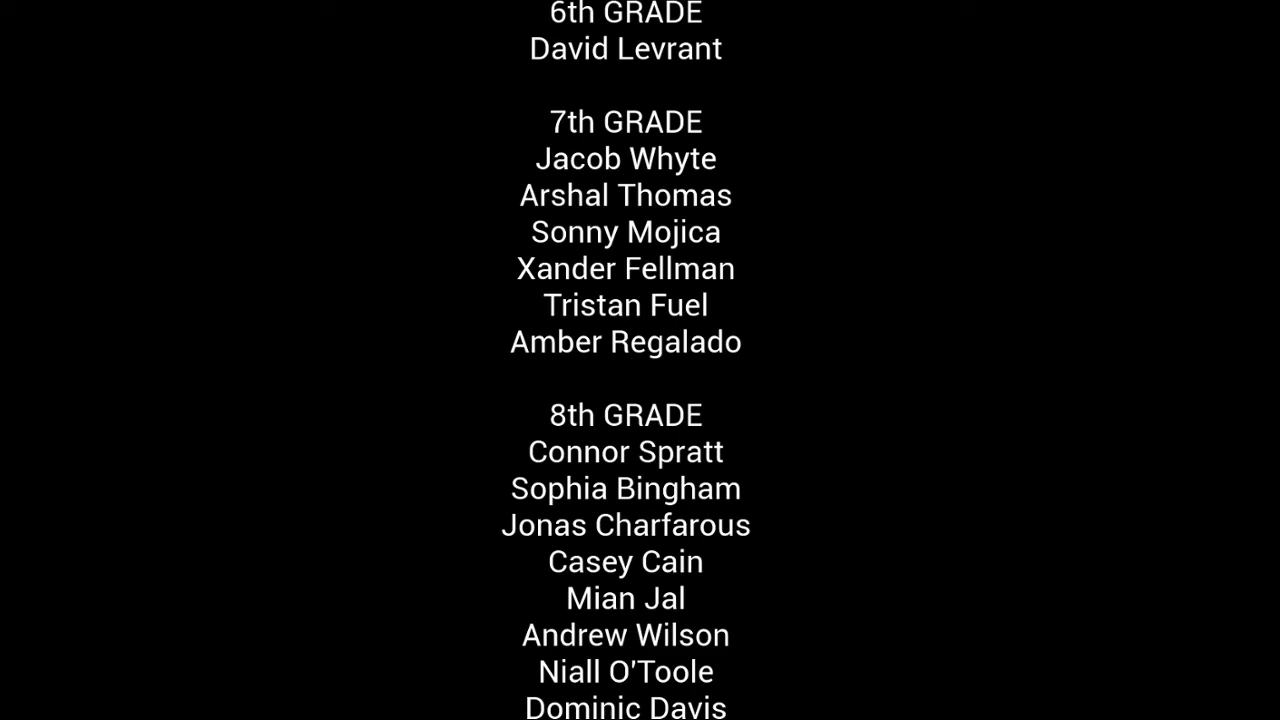 6th GRADE
David Levrant
7th GRADE
Jacob Whyte
Arshal Thomas
Sonny Mojica
Xander Fellman
Tristan Fuel
Amber Regalado
8th GRADE
Connor Spratt
Sophia Bingham
Jonas Charfarous
Casey Cain
Mian Jal
Andrew Wilson
Niall O'Toole
Dominic Davis